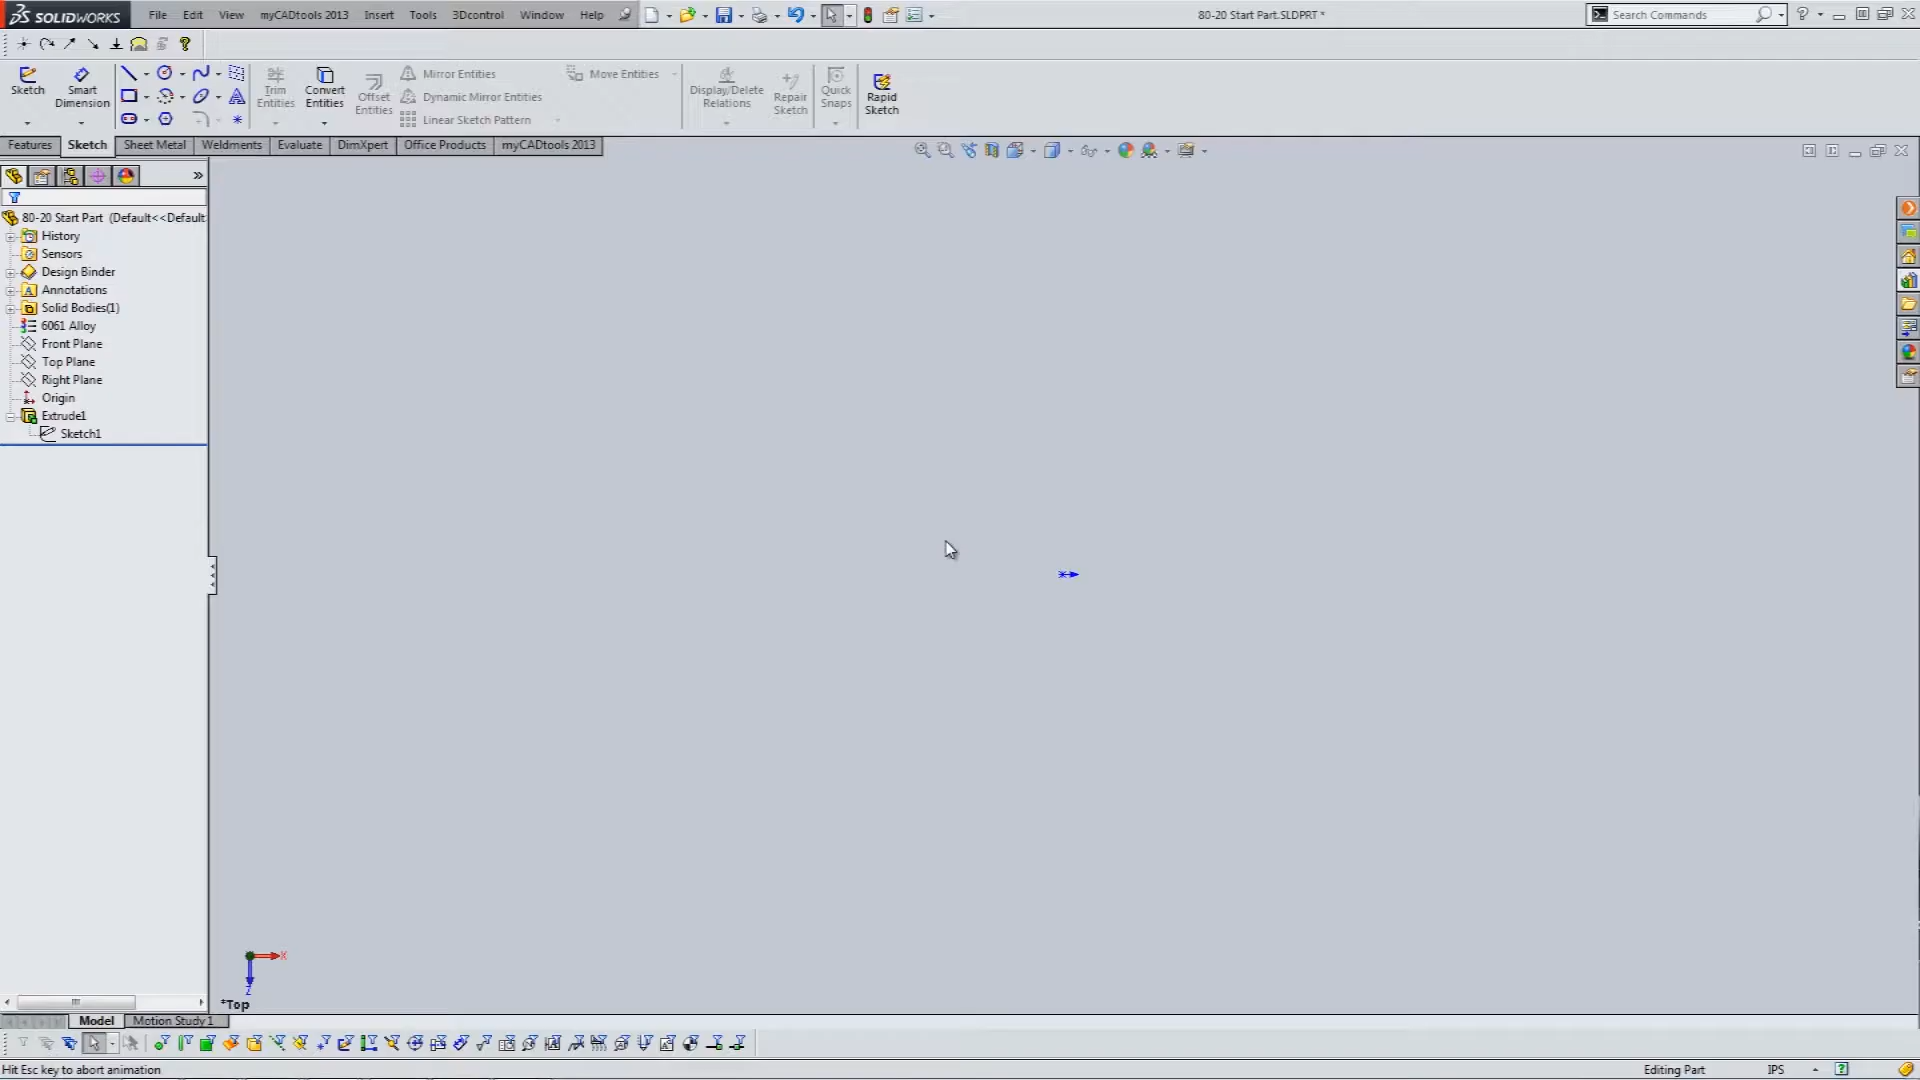 SOLIDWORKS File Edit View myCADtools 2013 Insert Tools 3Dcontrol Window Help 80-20 Start Part.SLDPRT * Search Commands
Sketch Smart Dimension Trim Entities Convert Entities Offset Entities Mirror Entities Move Entities Display/Delete Relations Repair Sketch Quick Snaps Rapid Sketch
Dynamic Mirror Entities
Linear Sketch Pattern
Features Sketch Sheet Metal Weldments Evaluate DimXpert Office Products myCADtools 2013
80-20 Start Part (Default<<Default
History
Sensors
Design Binder
Annotations
Solid Bodies(1)
6061 Alloy
Front Plane
Top Plane
Right Plane
Origin
Extrude1
Sketch1
X
Z
*Top
Model Motion Study 1
Hit Esc key to abort animation Editing Part IPS